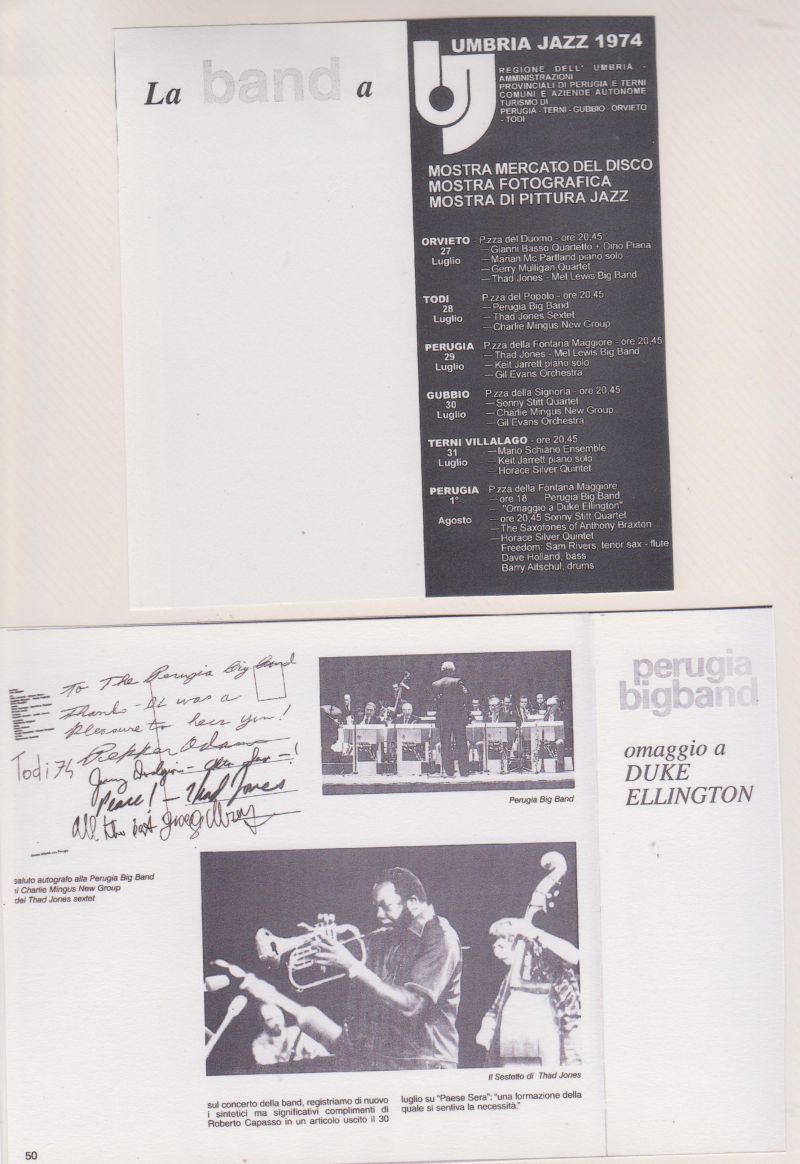 La band a
UMBRIA JAZZ 1974
REGIONE DELL' UMBRIA -
AMMINISTRAZIONI
PROVINCIALI DI PERUGIA E TERNI
COMUNI E AZIENDE AUTONOME
TURISMO DI
PERUGIA - TERNI - GUBBIO - ORVIETO
- TODI
MOSTRA MERCATO DEL DISCO
MOSTRA FOTOGRAFICA
MOSTRA DI PITTURA JAZZ
ORVIETO P.zza del Duomo - ore 20,45
27 — Gianni Basso Quartetto + Dino Piana
Luglio — Marian Mc Partland piano solo
— Gerry Mulligan Quartet
— Thad Jones - Mel Lewis Big Band
TODI P.zza del Popolo - ore 20,45
28 — Perugia Big Band
Luglio — Thad Jones Sextet
— Charlie Mingus New Group
PERUGIA P.zza della Fontana Maggiore - ore 20,45
29 — Thad Jones - Mel Lewis Big Band
Luglio — Keit Jarrett piano solo
— Gil Evans Orchestra
GUBBIO P.zza della Signoria - ore 20,45
30 — Sonny Stitt Quartet
Luglio — Charlie Mingus New Group
— Gil Evans Orchestra
TERNI VILLALAGO - ore 20,45
31 — Mario Schiano Ensemble
Luglio — Keit Jarrett piano solo
— Horace Silver Quintet
PERUGIA P.zza della Fontana Maggiore
1° — ore 18 Perugia Big Band
— "Omaggio a Duke Ellington"
Agosto — ore 20,45 Sonny Stitt Quartet
— The Saxofones of Anthony Braxton
— Horace Silver Quintet
Freedom: Sam Rivers, tenor sax - flute
Dave Holland, bass
Barry Altschul, drums
To The Perugia Big Band
Thanks - It was a
pleasure to hear you!
Pepper Adams
Todi 74
Peace! - Thad Jones
All the best
saluto autografo alla Perugia Big Band
Charlie Mingus New Group
del Thad Jones sextet
Perugia Big Band
perugia
bigband
omaggio a
DUKE
ELLINGTON
Il Sestetto di Thad Jones
sul concerto della band, registriamo di nuovo
i sintetici ma significativi complimenti di
Roberto Capasso in un articolo uscito il 30
luglio su "Paese Sera": "una formazione della
quale si sentiva la necessità."
50